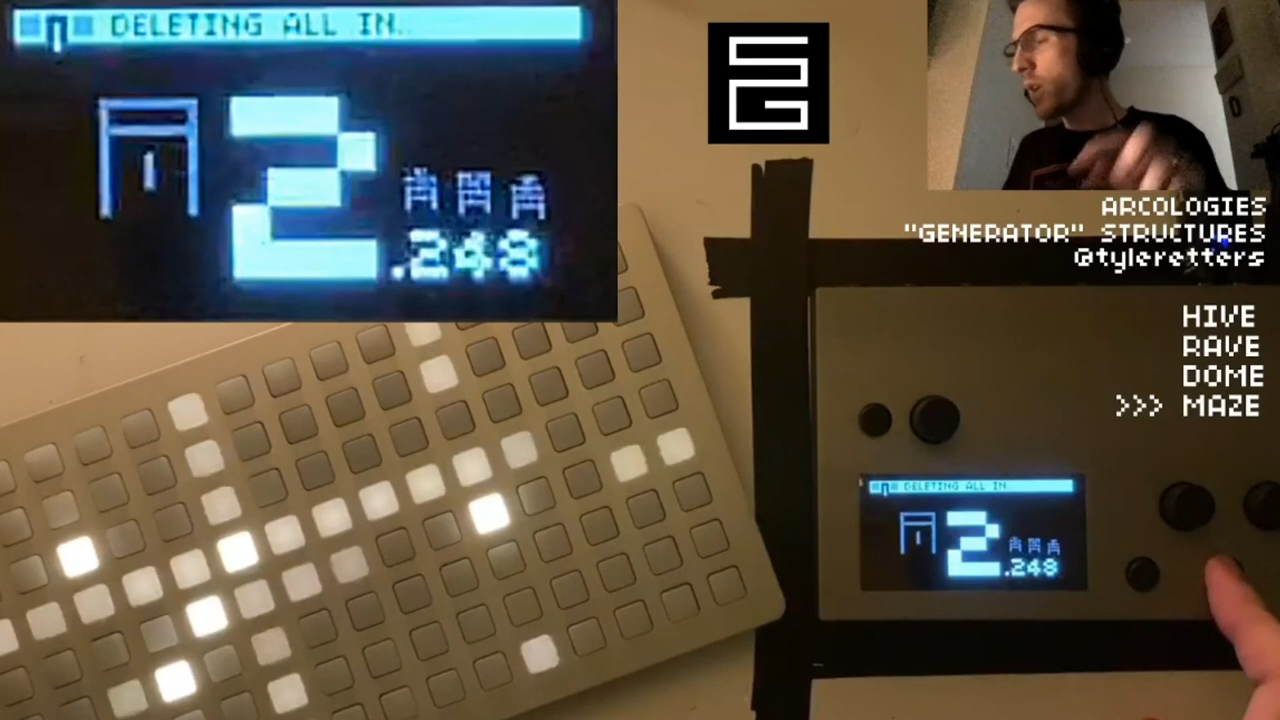 DELETING ALL IN..
2
.248
ARCOLOGIES
"GENERATOR" STRUCTURES
@tyleretters
HIVE
RAVE
DOME
>>> MAZE
DELETING ALL IN
2
.248